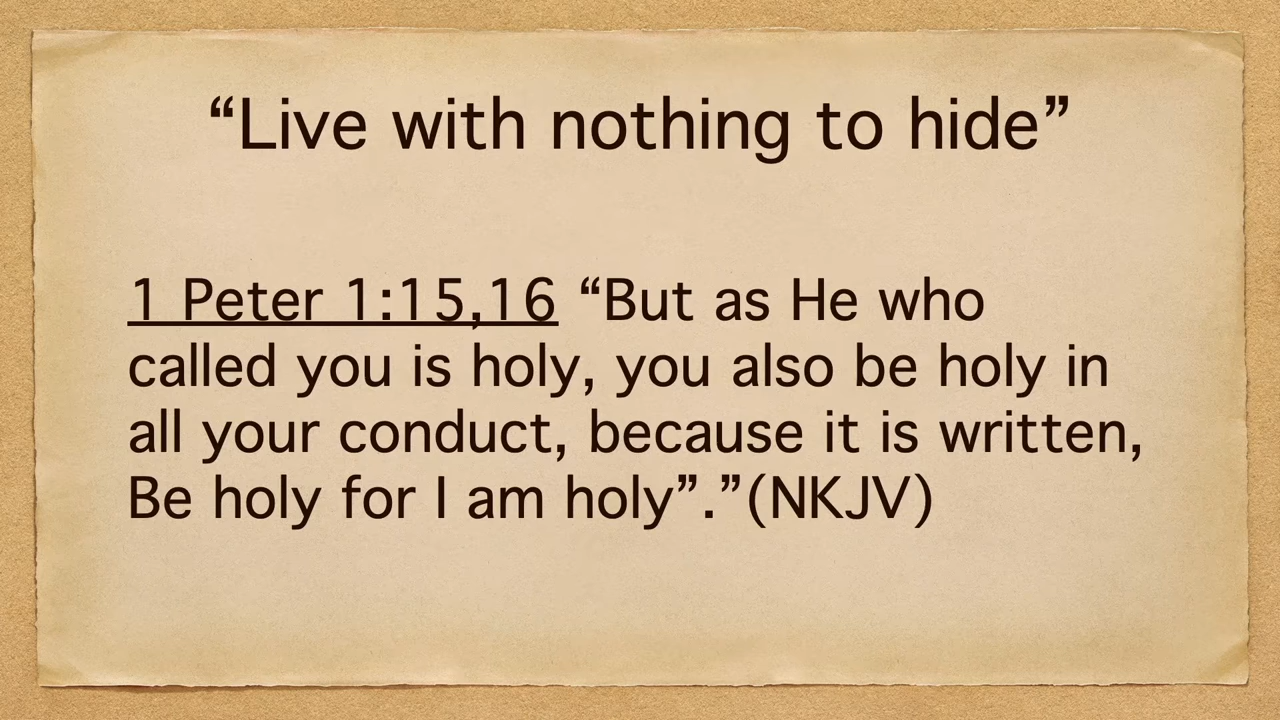 “Live with nothing to hide”
1 Peter 1:15,16 “But as He who
called you is holy, you also be holy in
all your conduct, because it is written,
Be holy for I am holy”.”(NKJV)